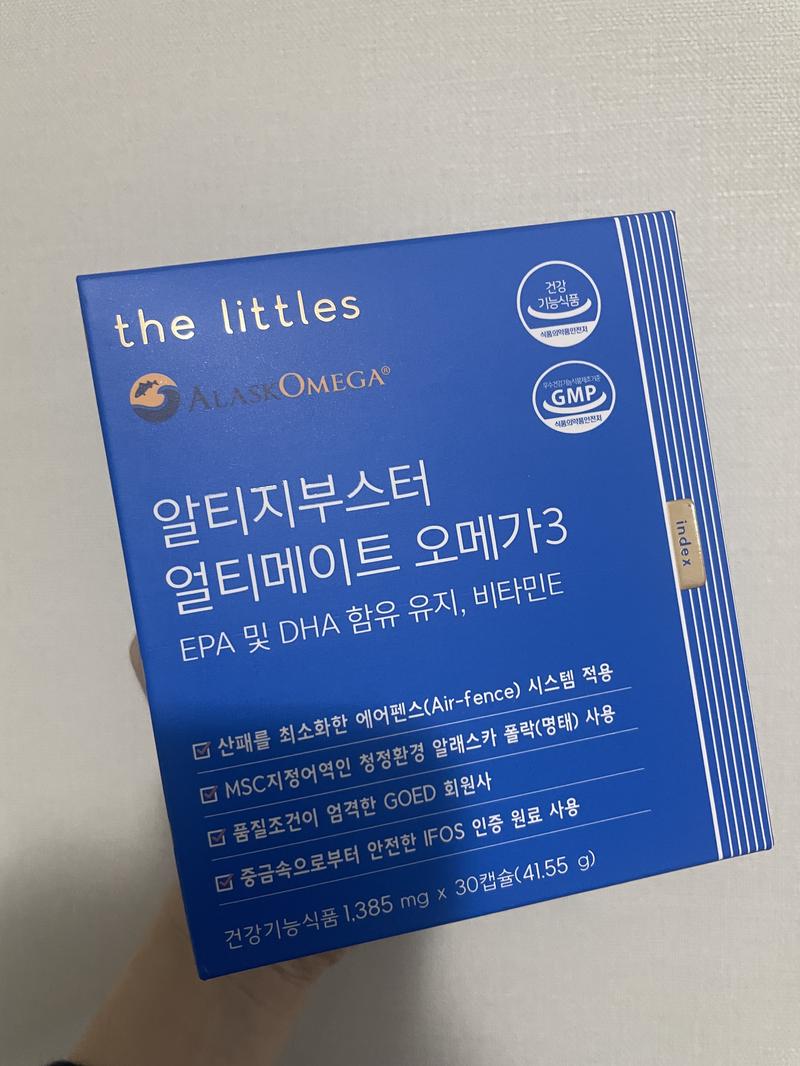 the littles
ALASKOMEGA®
건강
기능식품
식품의약품안전처
우수건강기능식품제조기준
GMP
식품의약품안전처
알티지부스터
얼티메이트 오메가3
EPA 및 DHA 함유 유지, 비타민E
index
산패를 최소화한 에어펜스(Air-fence) 시스템 적용
MSC지정어역인 청정환경 알래스카 폴락(명태) 사용
품질조건이 엄격한 GOED 회원사
중금속으로부터 안전한 IFOS 인증 원료 사용
건강기능식품 1,385 mg x 30캡슐(41.55 g)